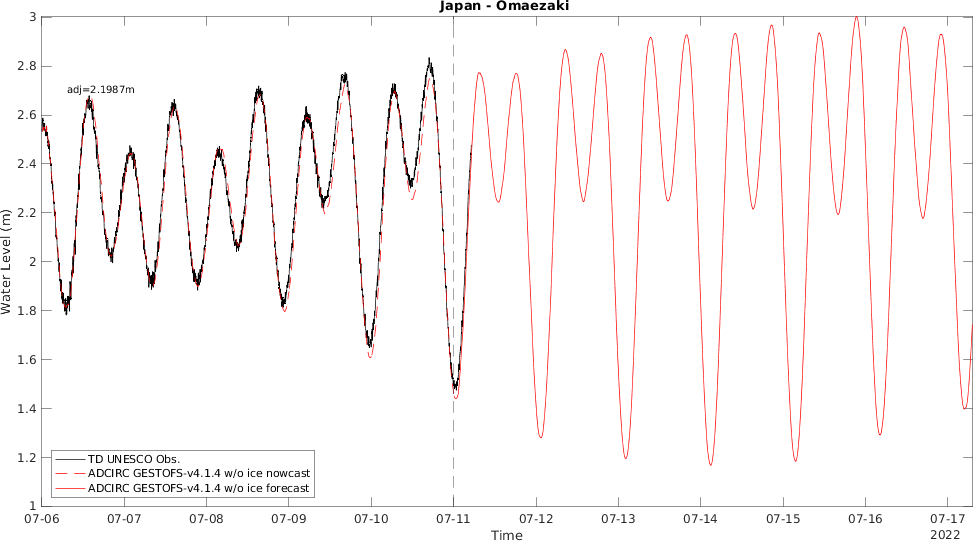 Japan - Omaezaki
3
2.8
2.6
2.4
2.2
2
1.8
1.6
1.4
1.2
1
Water Level (m)
adj=2.1987m
TD UNESCO Obs.
ADCIRC GESTOFS-v4.1.4 w/o ice nowcast
ADCIRC GESTOFS-v4.1.4 w/o ice forecast
07-06 07-07 07-08 07-09 07-10 07-11 07-12 07-13 07-14 07-15 07-16 07-17
Time
2022